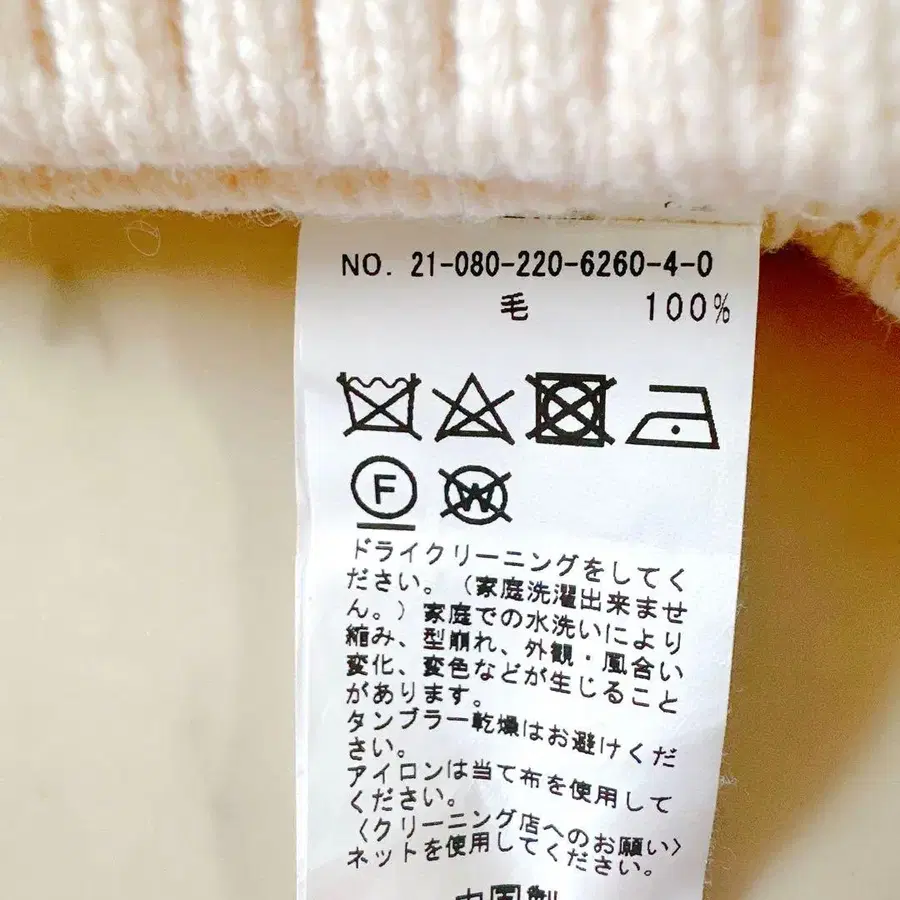 NO. 21-080-220-6260-4-0
毛 100%
F W
ドライクリーニングをしてく
ださい。（家庭洗濯出来ませ
ん。）家庭での水洗いにより
縮み、型崩れ、外観・風合い
変化、変色などが生じること
があります。
タンブラー乾燥はお避けくだ
さい。
アイロンは当て布を使用して
ください。
〈クリーニング店へのお願い〉
ネットを使用してください。
中国製